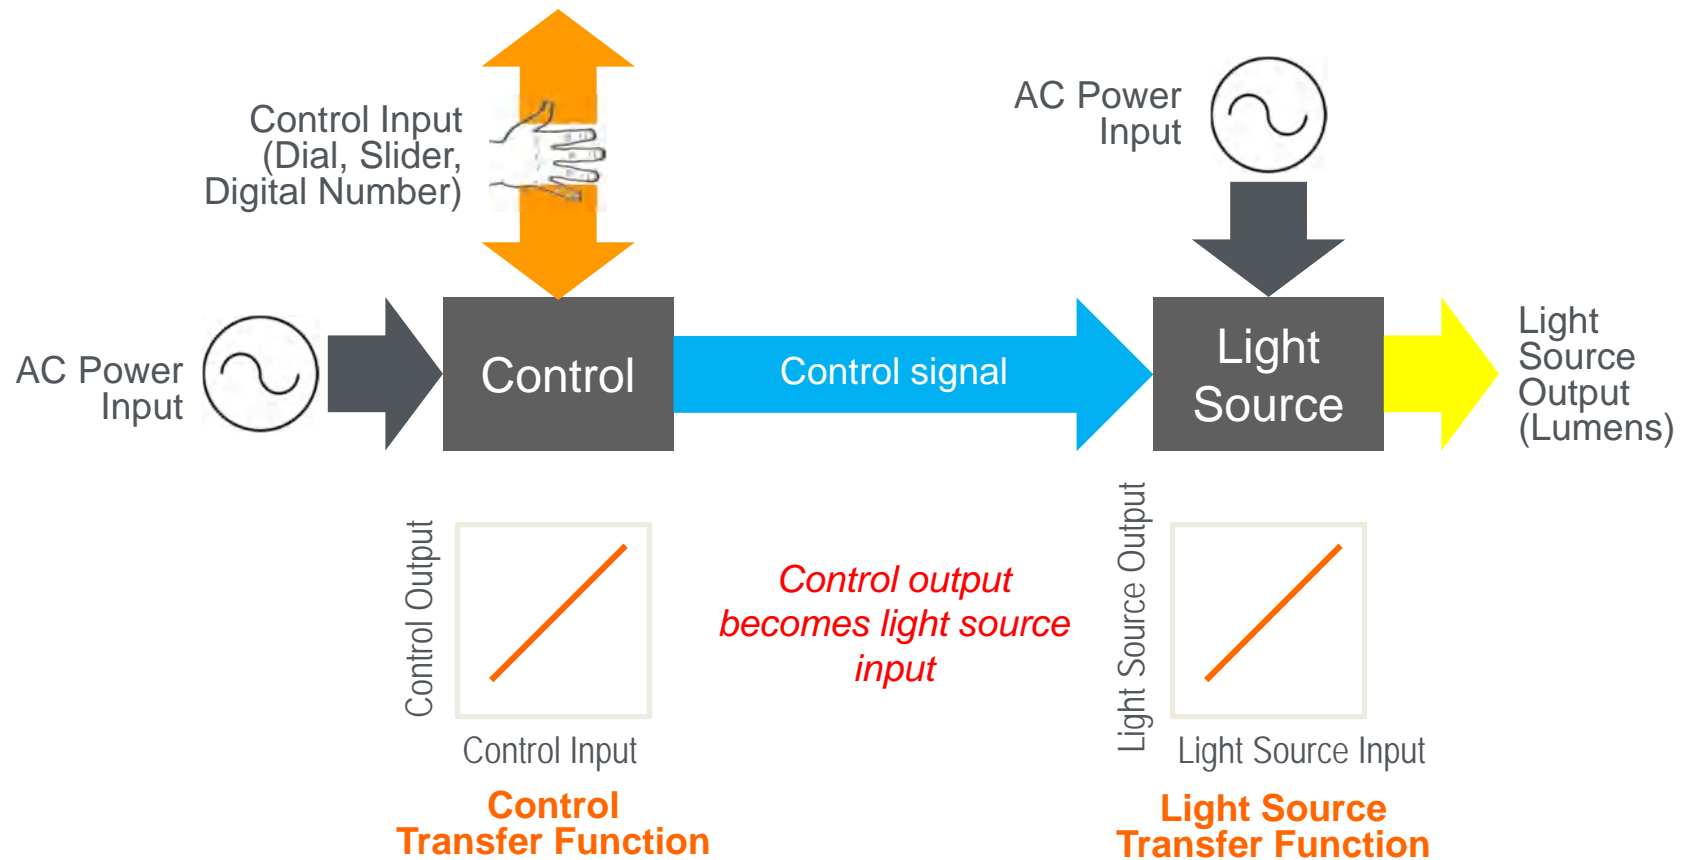 Control Input
(Dial, Slider,
Digital Number)
AC Power
Input
AC Power
Input
Control
Control signal
Light
Source
Light
Source
Output
(Lumens)
Control Output
Control Input
Control
Transfer Function
Control output
becomes light source
input
Light Source Output
Light Source Input
Light Source
Transfer Function